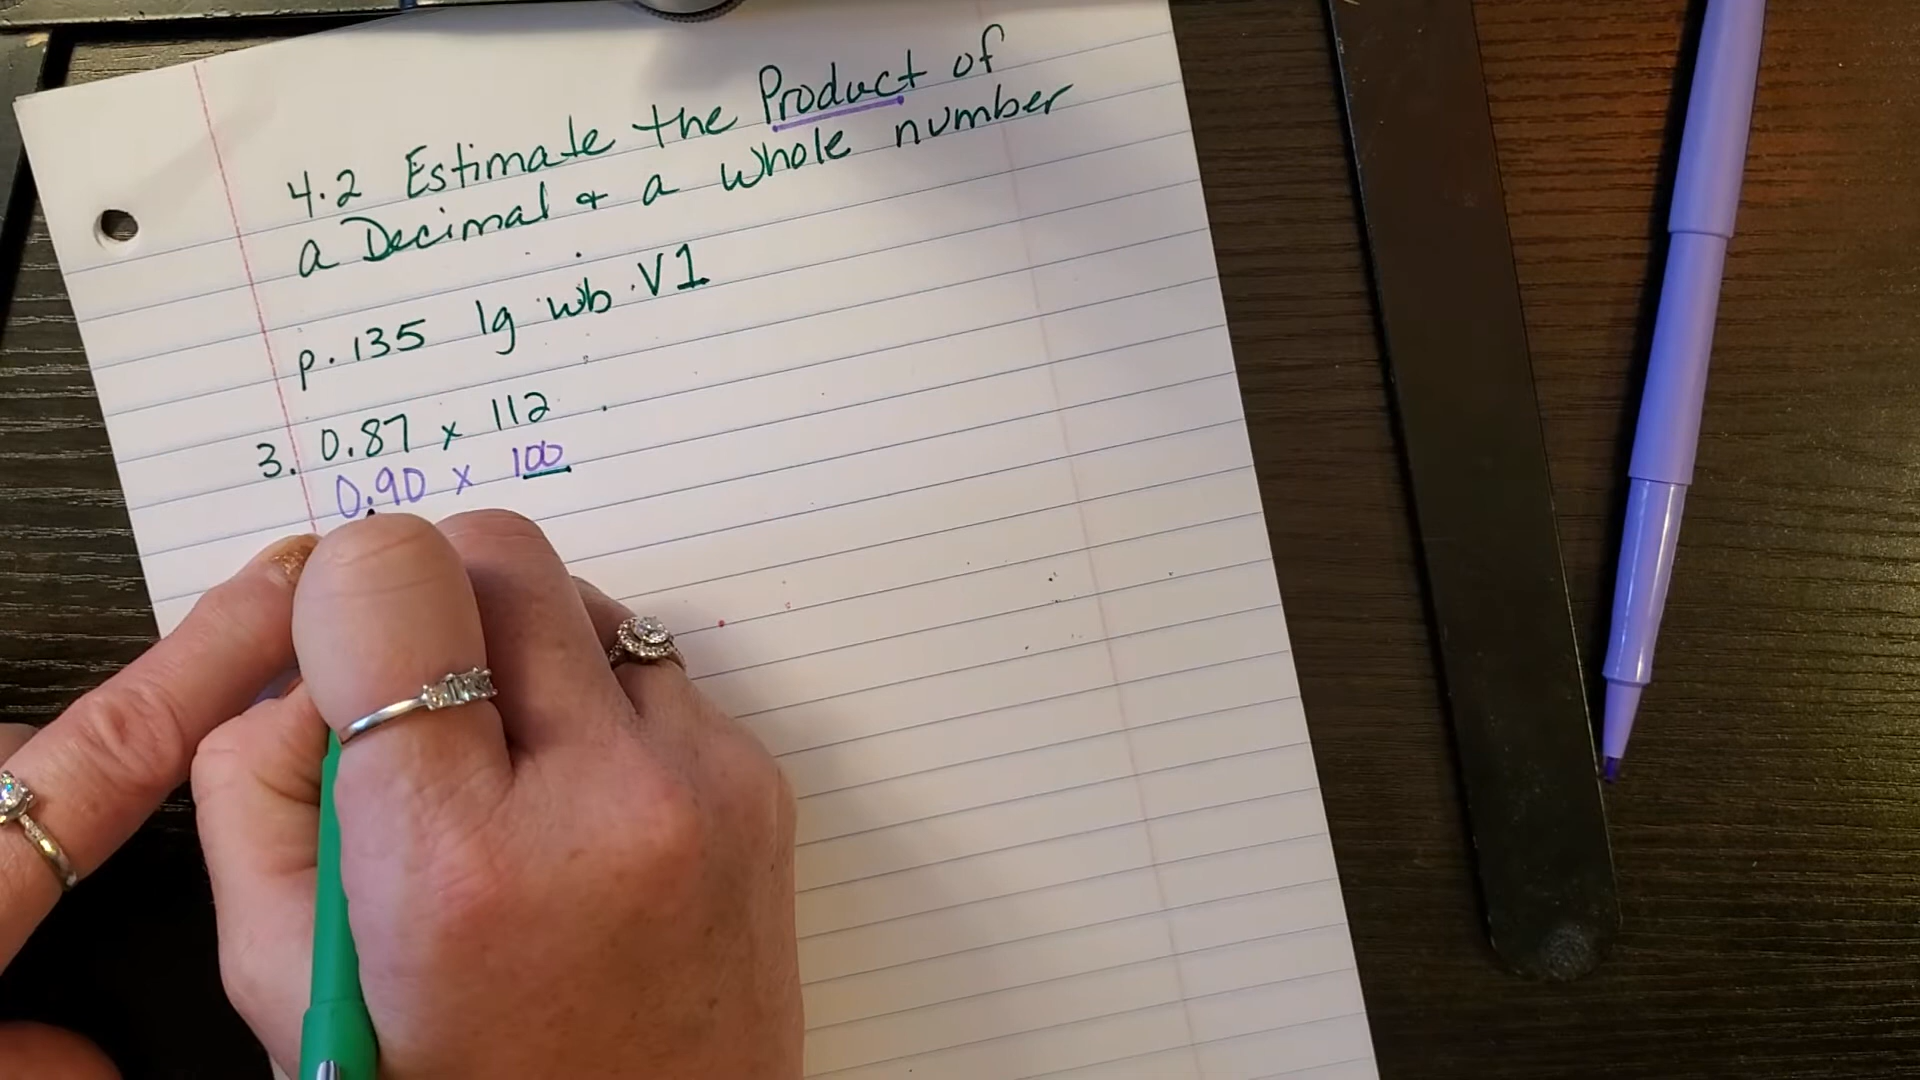 4.2 Estimate the Product of
a Decimal & a whole number
p. 135 lg wb V1
3. 0.87 x 112
0.90 x 100